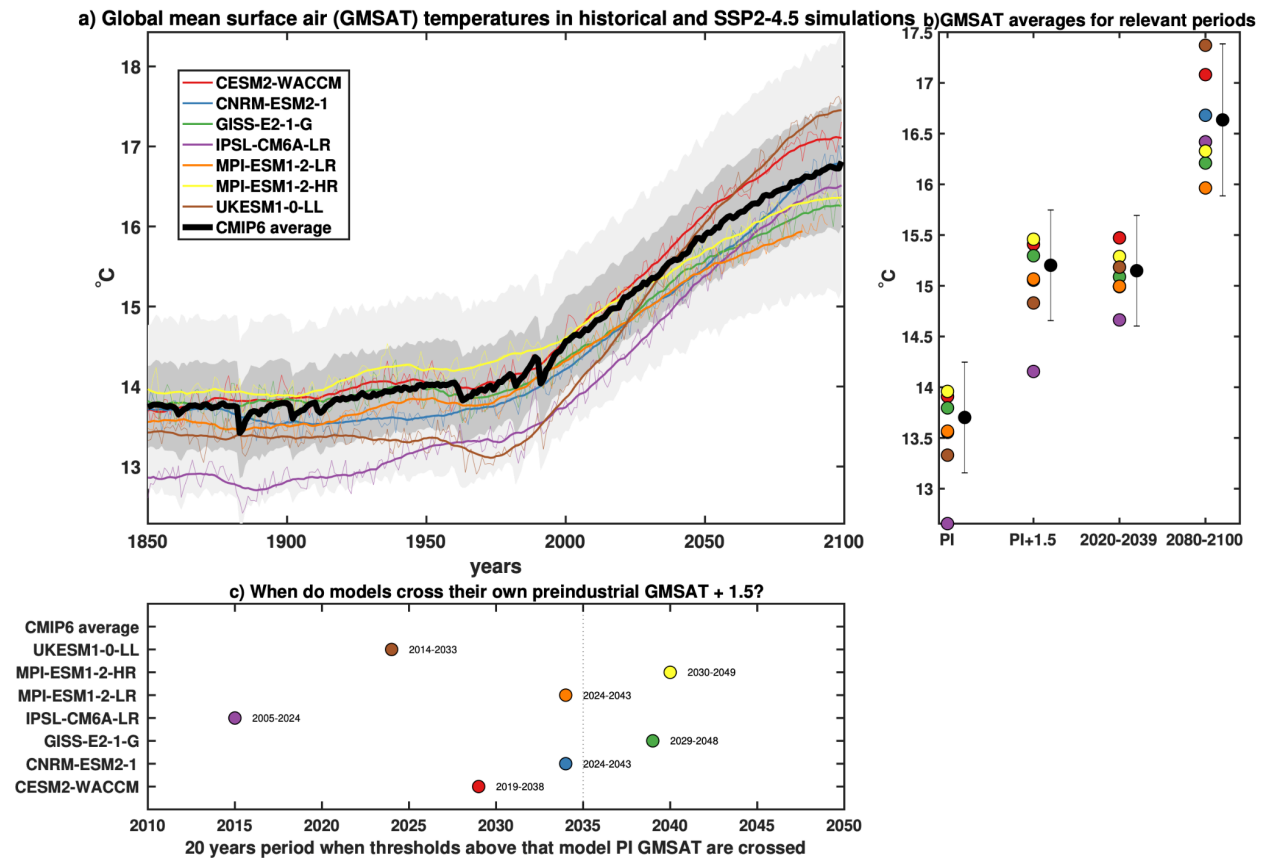 a) Global mean surface air (GMSAT) temperatures in historical and SSP2-4.5 simulations
18
17
16
15
14
13
°C
CESM2-WACCM
CNRM-ESM2-1
GISS-E2-1-G
IPSL-CM6A-LR
MPI-ESM1-2-LR
MPI-ESM1-2-HR
UKESM1-0-LL
CMIP6 average
1850 1900 1950 2000 2050 2100
years
b)GMSAT averages for relevant periods
17.5
17
16.5
16
15.5
15
14.5
14
13.5
13
°C
PI PI+1.5 2020-2039 2080-2100
c) When do models cross their own preindustrial GMSAT + 1.5?
CMIP6 average
UKESM1-0-LL 2014-2033
MPI-ESM1-2-HR 2030-2049
MPI-ESM1-2-LR 2024-2043
IPSL-CM6A-LR 2005-2024
GISS-E2-1-G 2029-2048
CNRM-ESM2-1 2024-2043
CESM2-WACCM 2019-2038
2010 2015 2020 2025 2030 2035 2040 2045 2050
20 years period when thresholds above that model PI GMSAT are crossed